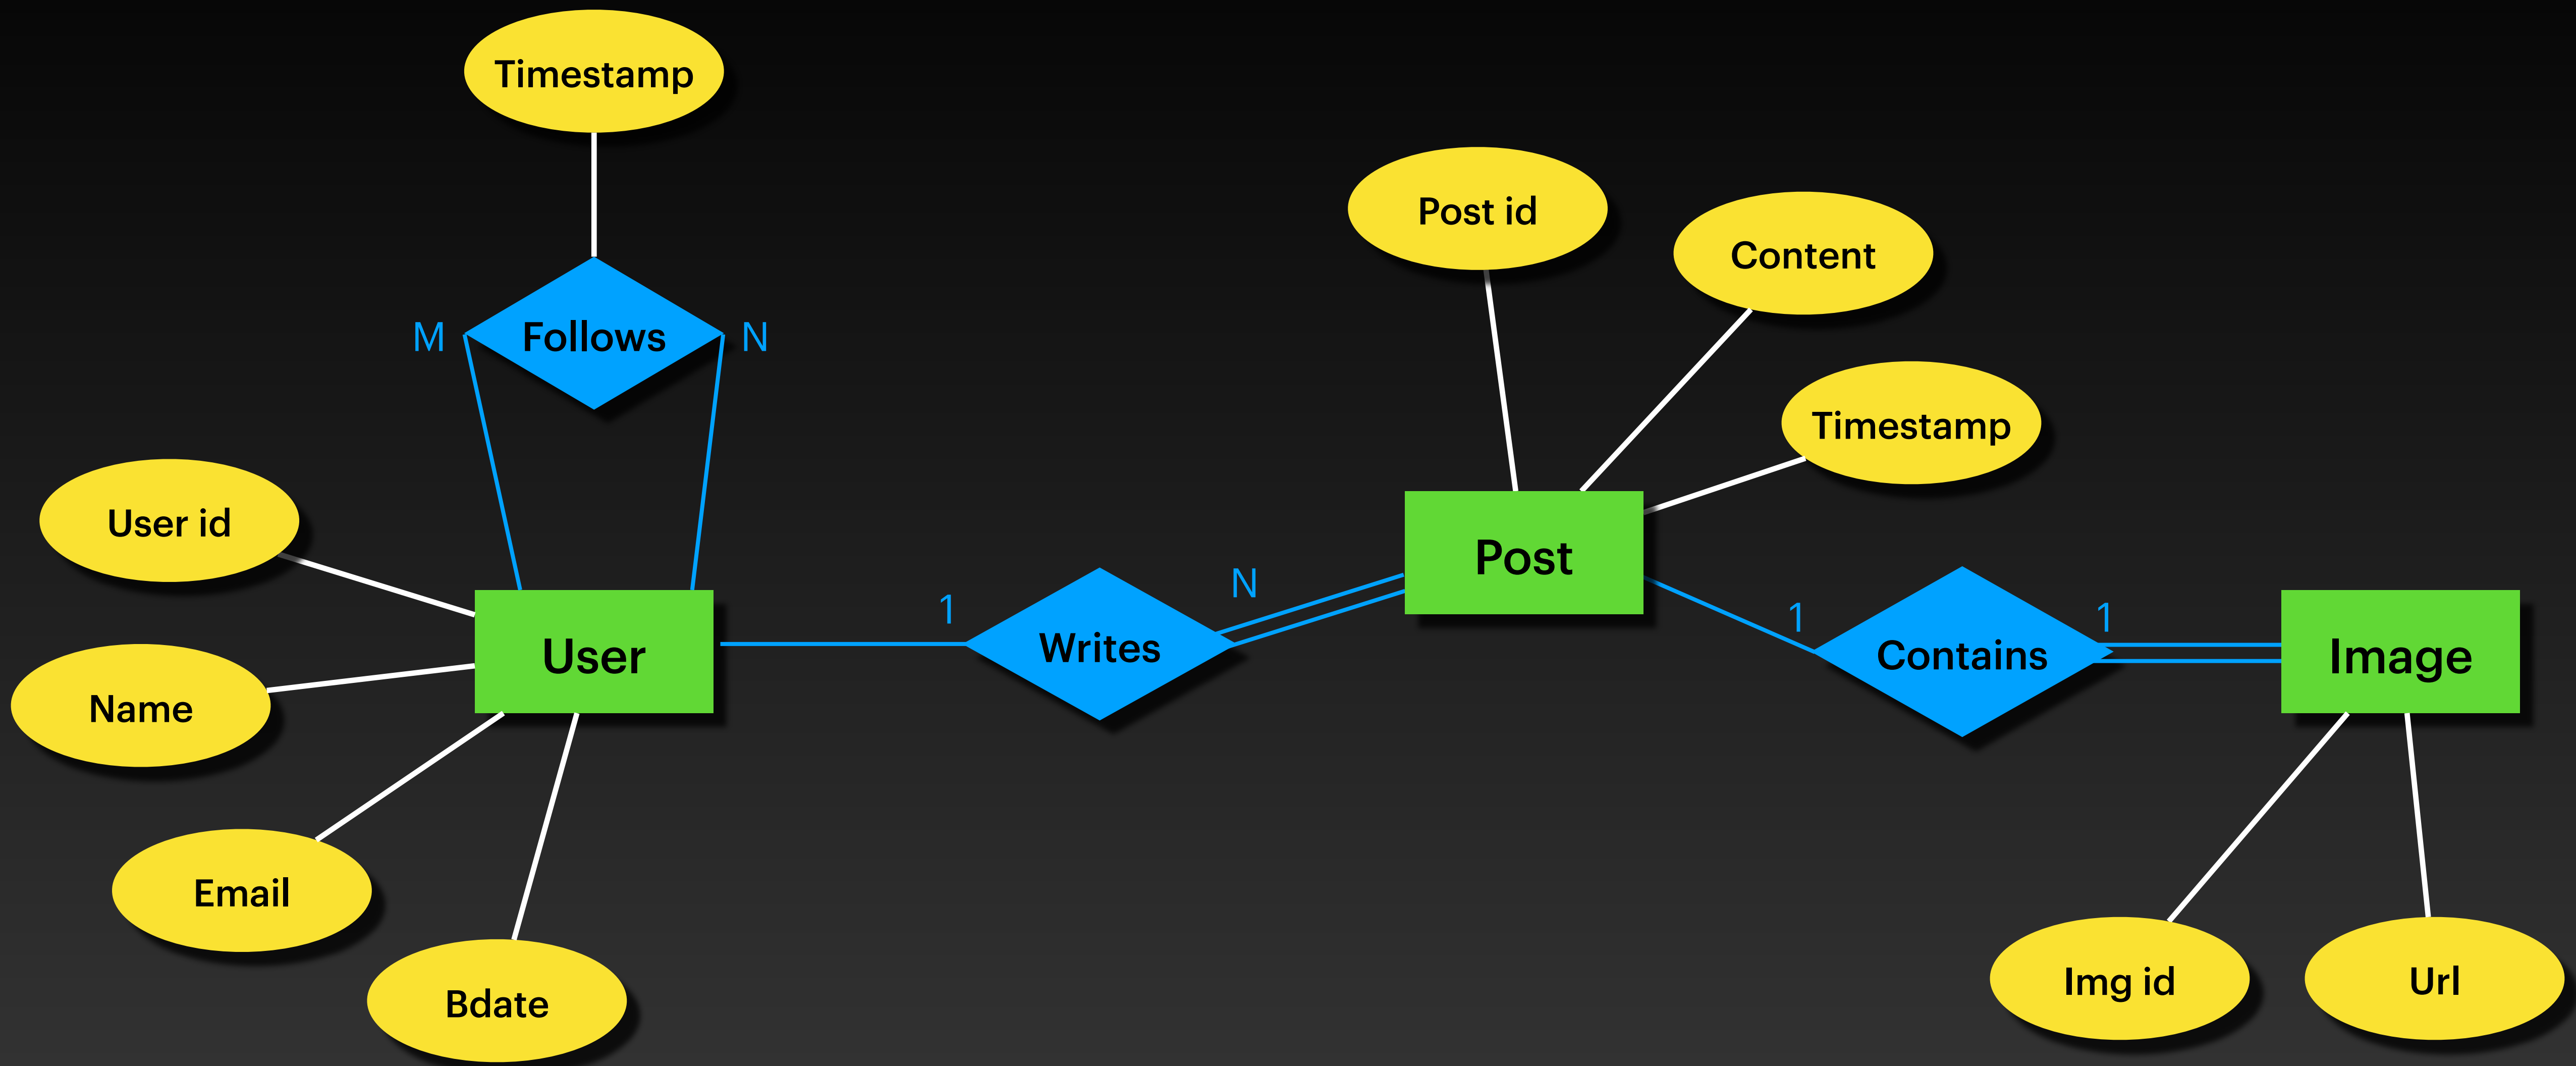 Timestamp
Post id
Content
M
Follows
N
Timestamp
User id
Post
N
1
Writes
1
Contains
1
User
Image
Name
Email
Bdate
Img id
Url